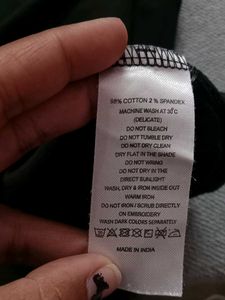 98% COTTON 2% SPANDEX
MACHINE WASH AT 30°C
(DELICATE)
DO NOT BLEACH
DO NOT TUMBLE DRY
DO NOT DRY CLEAN
DRY FLAT IN THE SHADE
DO NOT WRING
DO NOT DRY IN THE
DIRECT SUNLIGHT
WASH, DRY & IRON INSIDE OUT
WARM IRON
DO NOT IRON / SCRUB DIRECTLY
ON EMBROIDERY
WASH DARK COLORS SEPARATELY
MADE IN INDIA